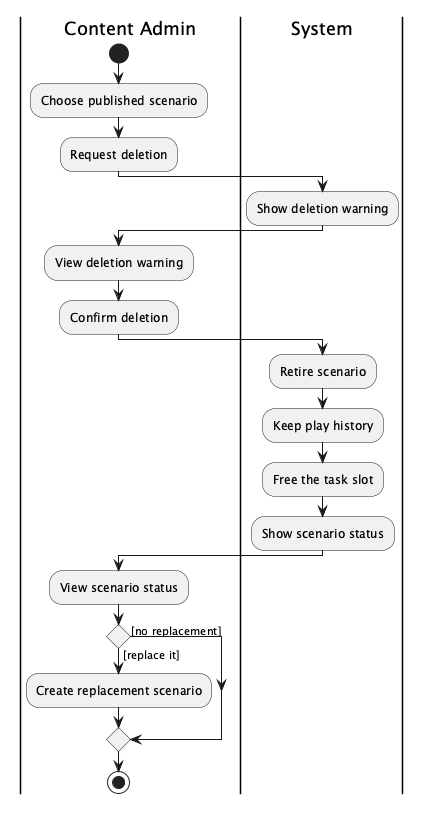 Content Admin
System
Choose published scenario
Request deletion
Show deletion warning
View deletion warning
Confirm deletion
Retire scenario
Keep play history
Free the task slot
Show scenario status
View scenario status
[no replacement]
[replace it]
Create replacement scenario